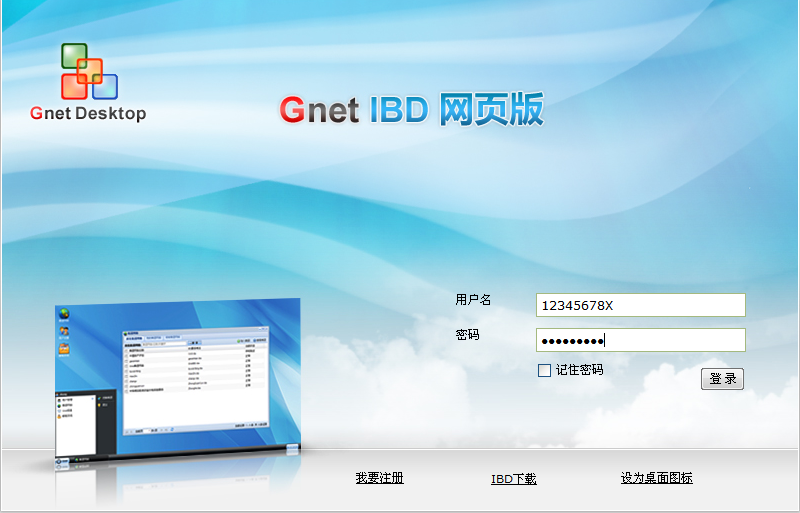 Gnet Desktop
Gnet IBD 网页版
用户名
12345678X
密码
●●●●●●●●●
记住密码
登 录
我要注册
IBD下载
设为桌面图标